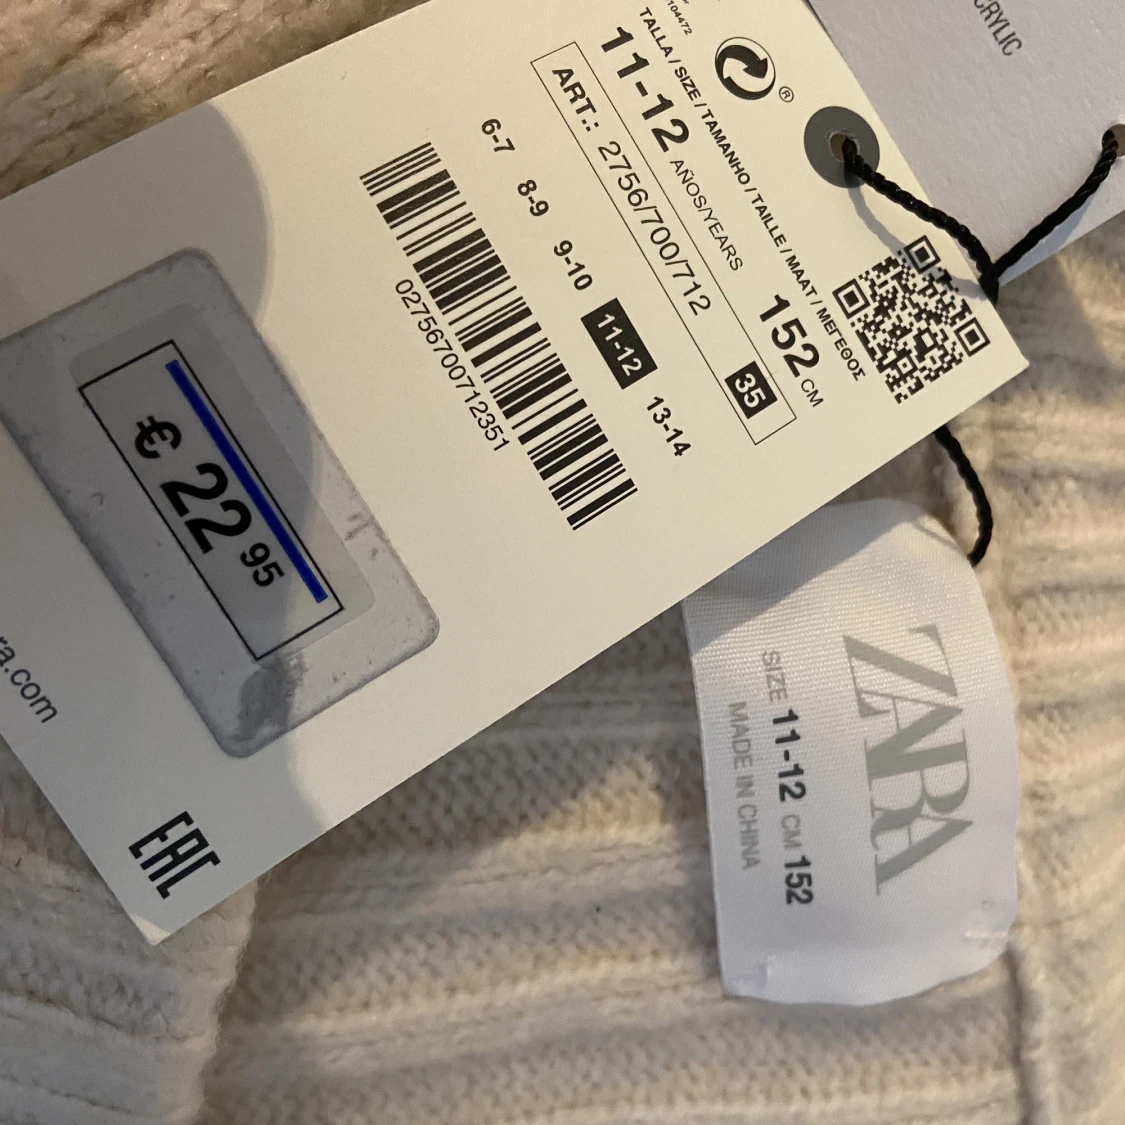 104472
TALLA / SIZE / TAMANHO / TAILLE / MAAT / ΜΕΓΕΘΟΣ
11-12 AÑOS/YEARS 152 CM
ART.: 2756/700/712 35
6-7 8-9 9-10 11-12 13-14
02756700712351
€ 22 95
ra.com
EAC
®
CRYLIC
ZARA
SIZE 11-12 CM 152
MADE IN CHINA